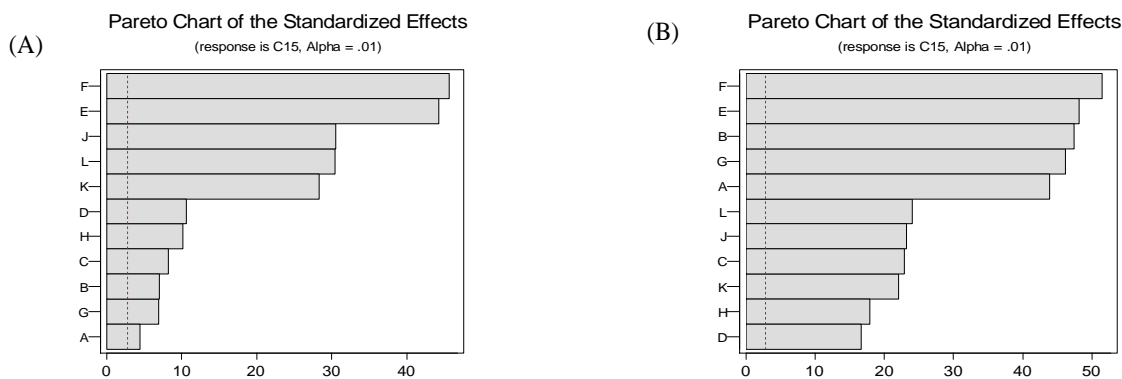 (A)
Pareto Chart of the Standardized Effects
(response is C15, Alpha = .01)
F
E
J
L
K
D
H
C
B
G
A
0 10 20 30 40
(B)
Pareto Chart of the Standardized Effects
(response is C15, Alpha = .01)
F
E
B
G
A
L
J
C
K
H
D
0 10 20 30 40 50